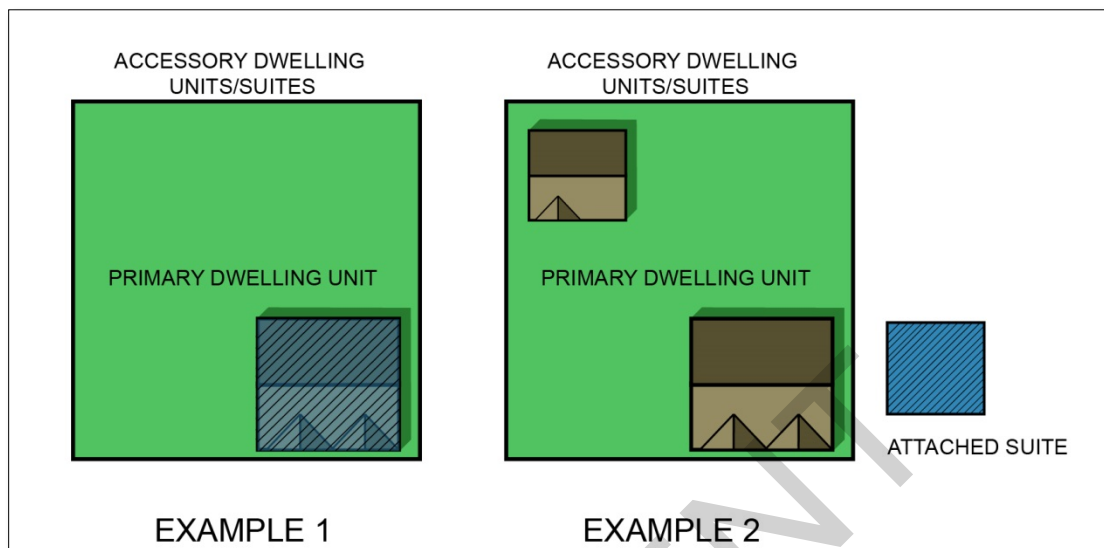 ACCESSORY DWELLING
UNITS/SUITES
ACCESSORY DWELLING
UNITS/SUITES
PRIMARY DWELLING UNIT
PRIMARY DWELLING UNIT
ATTACHED SUITE
EXAMPLE 1
EXAMPLE 2